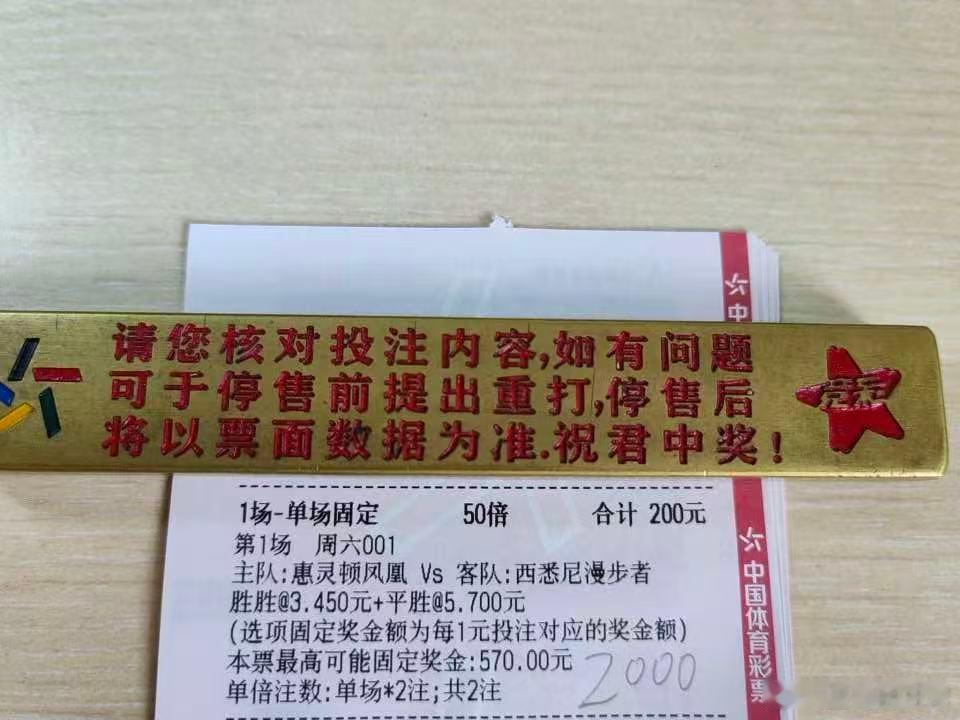 中
请您核对投注内容,如有问题
可于停售前提出重打,停售后
将以票面数据为准.祝君中奖!
1场-单场固定 50倍 合计 200元
第1场 周六001
主队:惠灵顿凤凰 Vs 客队:西悉尼漫步者
胜胜@3.450元+平胜@5.700元
(选项固定奖金额为每1元投注对应的奖金额)
本票最高可能固定奖金:570.00元
2000
单倍注数:单场*2注;共2注
中国体育彩票